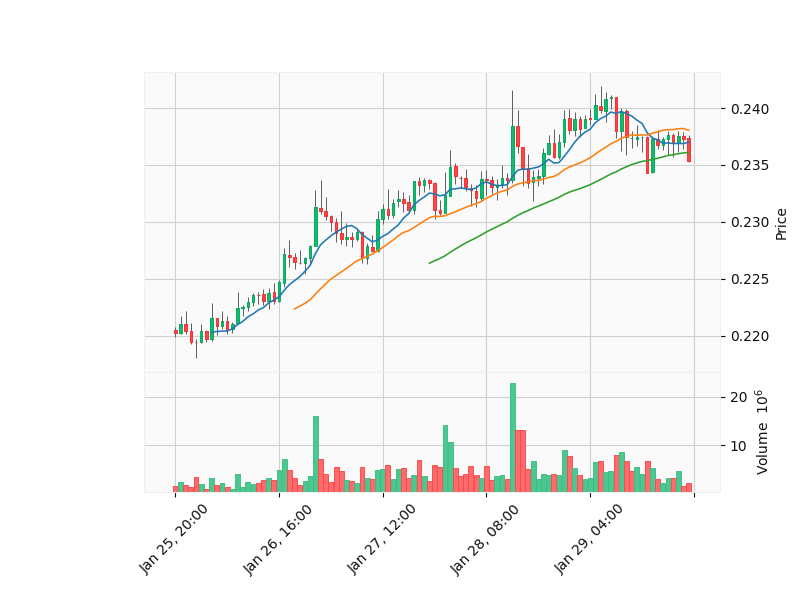 0.240
0.235
0.230
0.225
0.220
Price
20
10
Volume 10^6
Jan 25, 20:00
Jan 26, 16:00
Jan 27, 12:00
Jan 28, 08:00
Jan 29, 04:00